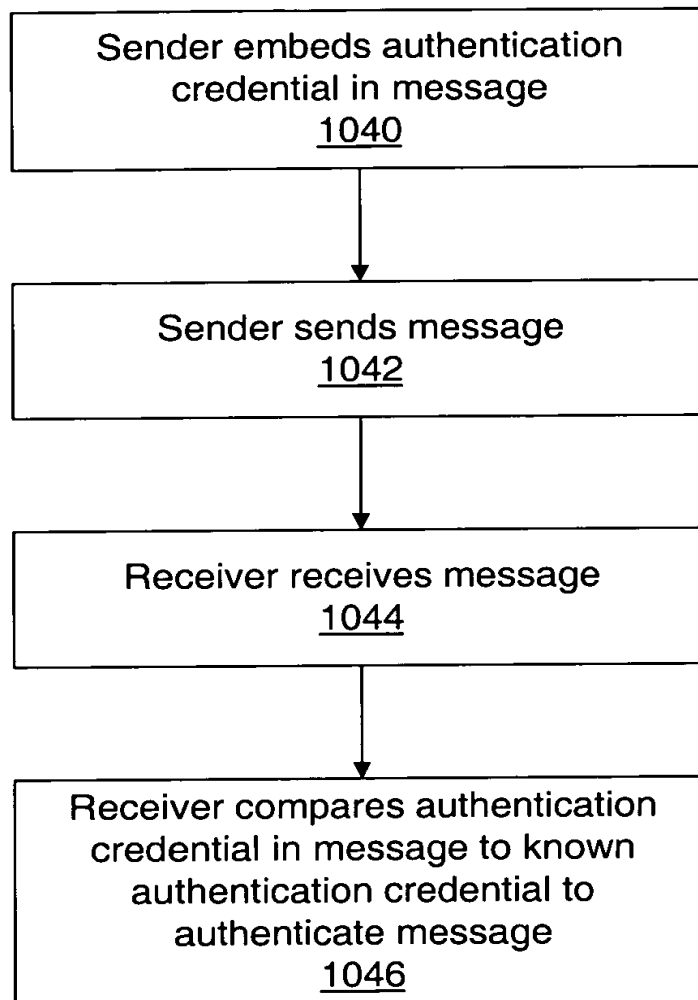 Sender embeds authentication
credential in message
1040
Sender sends message
1042
Receiver receives message
1044
Receiver compares authentication
credential in message to known
authentication credential to
authenticate message
1046